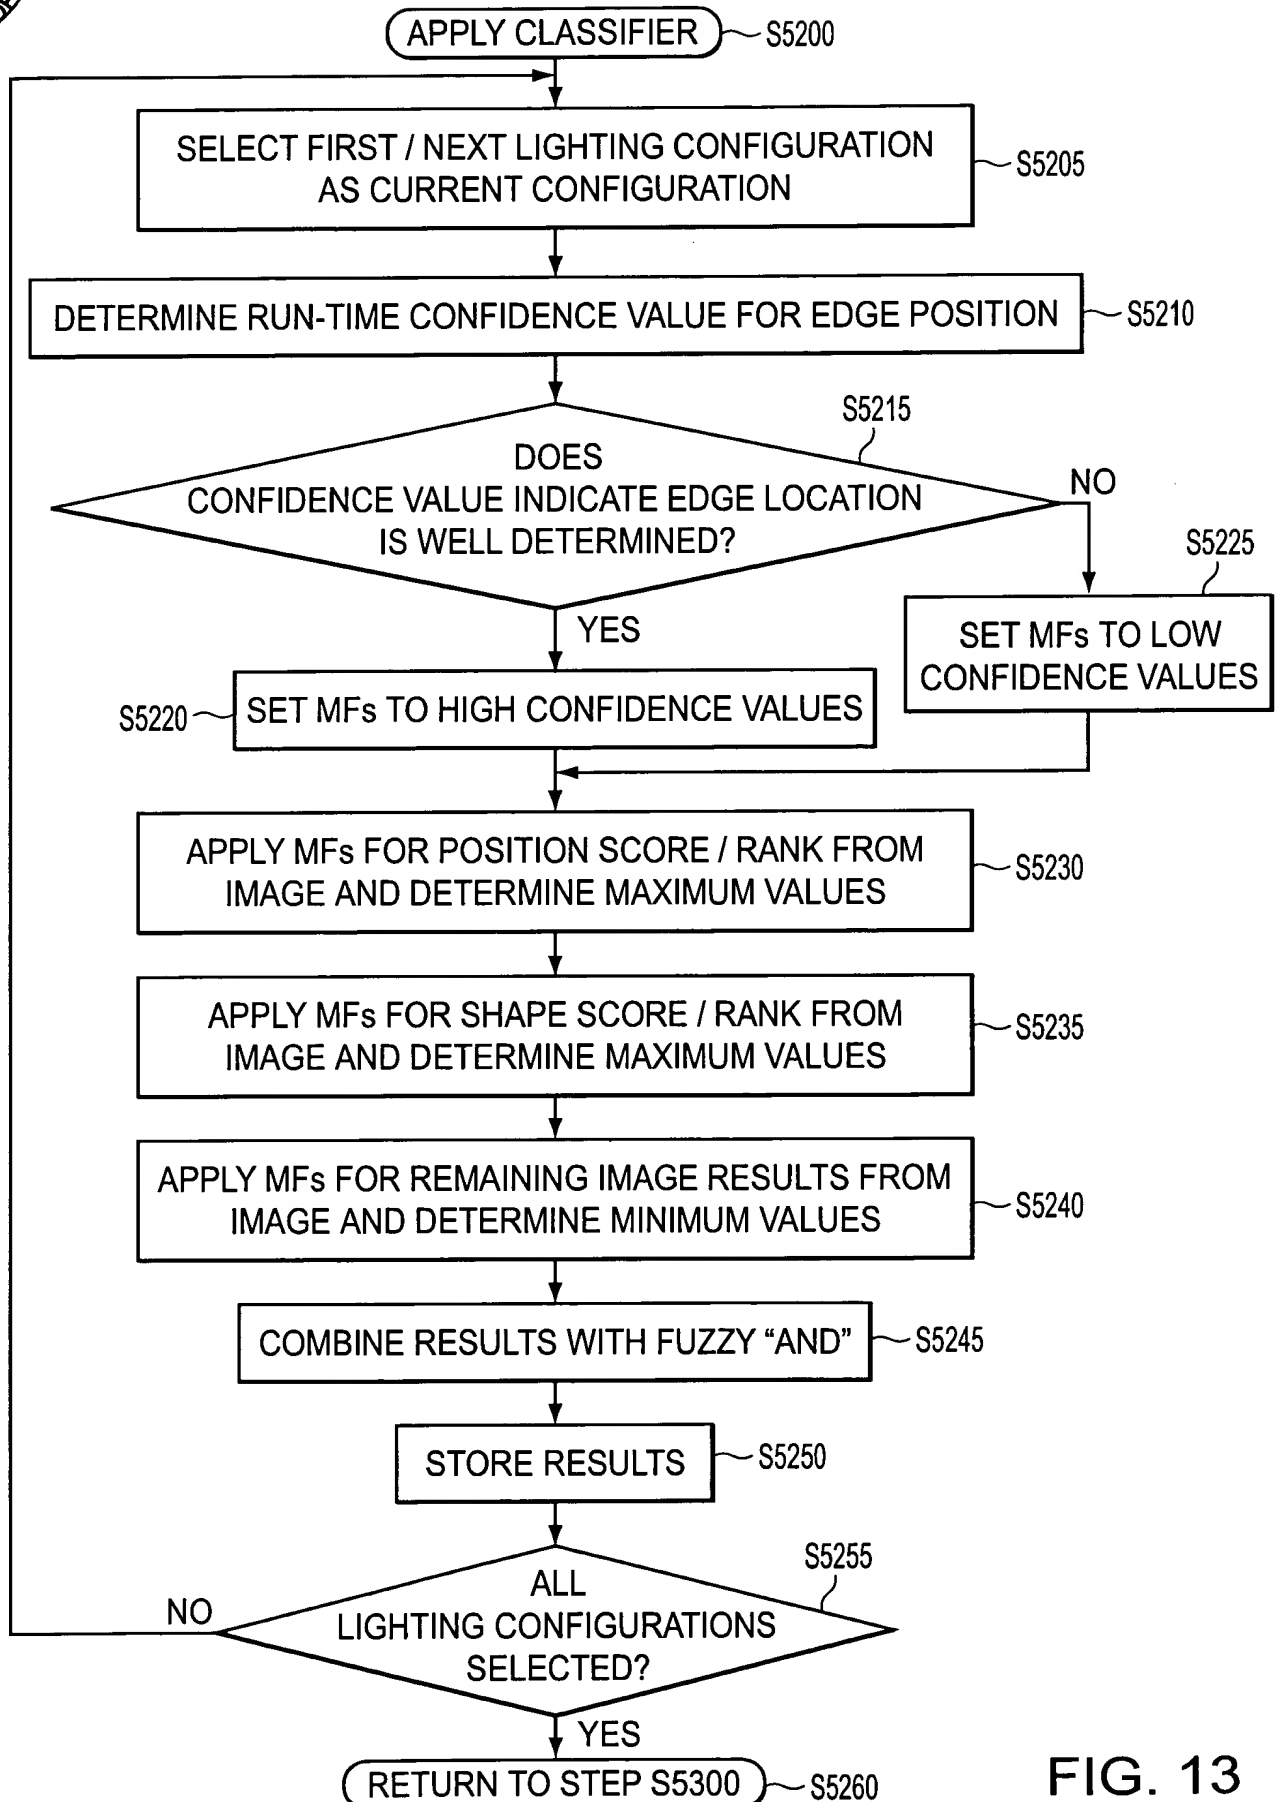 APPLY CLASSIFIER
S5200
SELECT FIRST / NEXT LIGHTING CONFIGURATION
AS CURRENT CONFIGURATION
S5205
DETERMINE RUN-TIME CONFIDENCE VALUE FOR EDGE POSITION
S5210
S5215
DOES
CONFIDENCE VALUE INDICATE EDGE LOCATION
IS WELL DETERMINED?
NO
YES
S5225
SET MFs TO LOW
CONFIDENCE VALUES
S5220
SET MFs TO HIGH CONFIDENCE VALUES
APPLY MFs FOR POSITION SCORE / RANK FROM
IMAGE AND DETERMINE MAXIMUM VALUES
S5230
APPLY MFs FOR SHAPE SCORE / RANK FROM
IMAGE AND DETERMINE MAXIMUM VALUES
S5235
APPLY MFs FOR REMAINING IMAGE RESULTS FROM
IMAGE AND DETERMINE MINIMUM VALUES
S5240
COMBINE RESULTS WITH FUZZY “AND”
S5245
STORE RESULTS
S5250
S5255
ALL
LIGHTING CONFIGURATIONS
SELECTED?
NO
YES
RETURN TO STEP S5300
S5260
FIG. 13